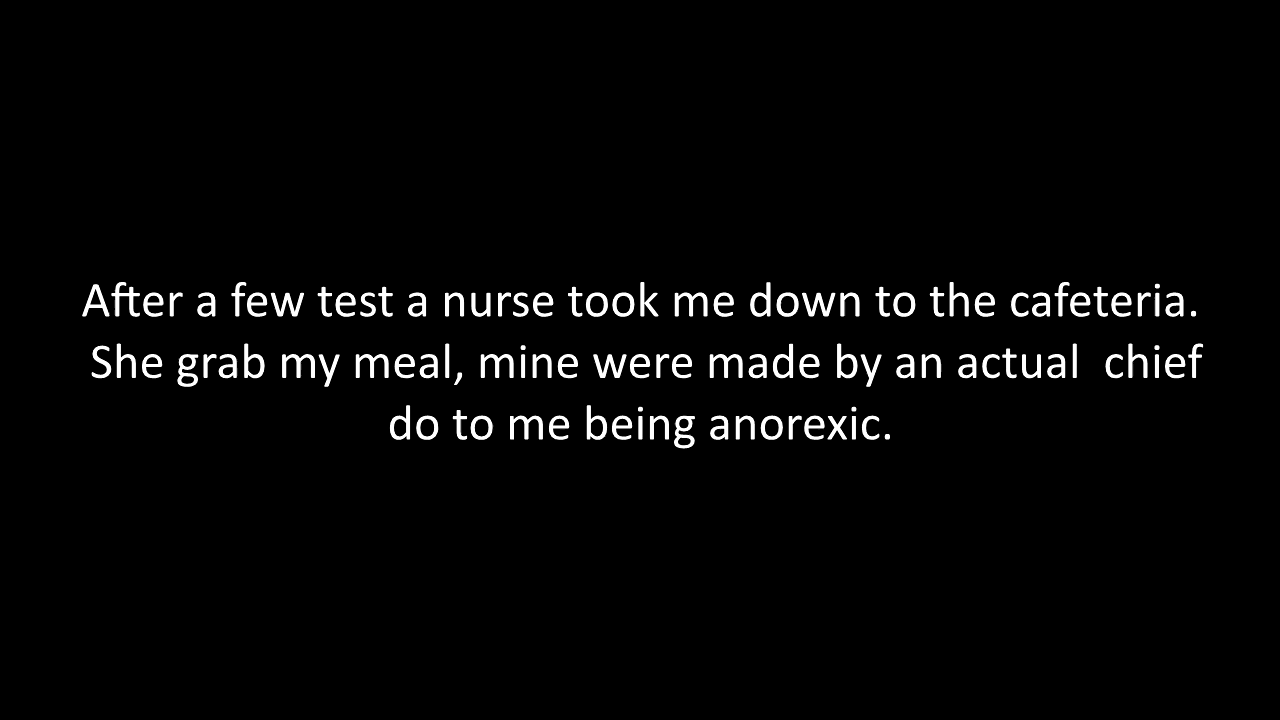 After a few test a nurse took me down to the cafeteria.
She grab my meal, mine were made by an actual  chief
do to me being anorexic.